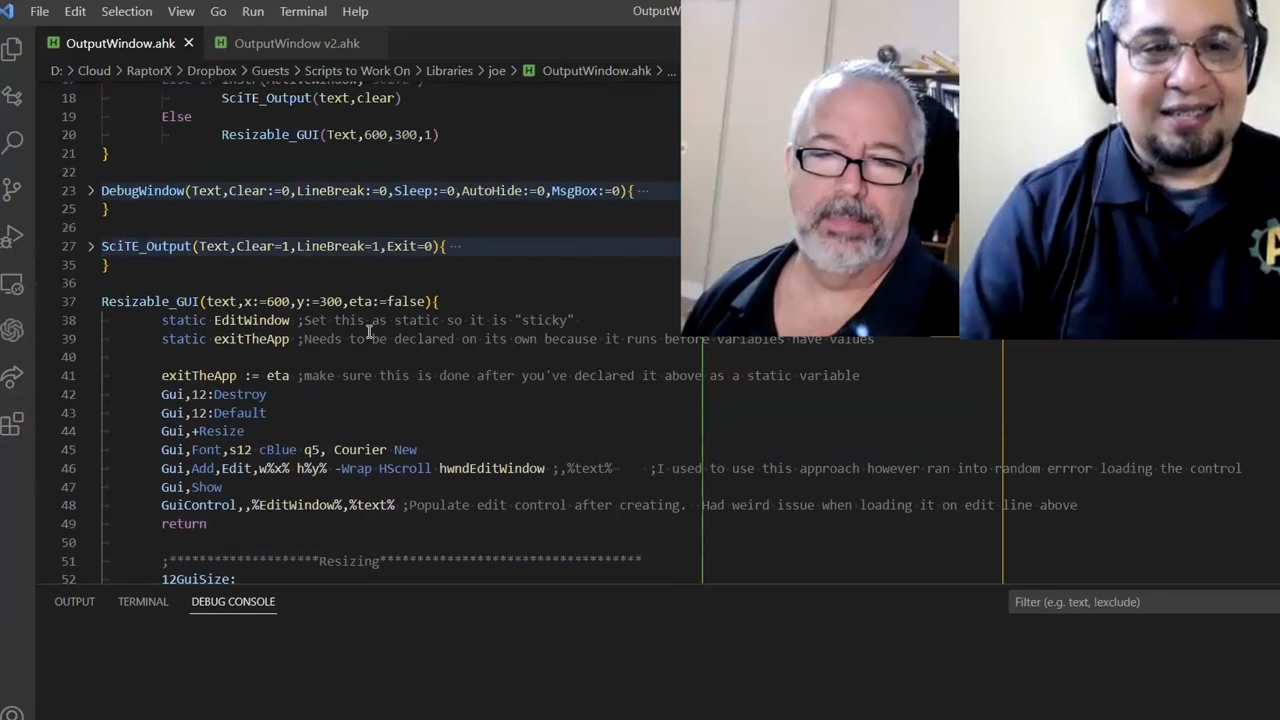 File Edit Selection View Go Run Terminal Help OutputW
OutputWindow.ahk OutputWindow v2.ahk
D: > Cloud > RaptorX > Dropbox > Guests > Scripts to Work On > Libraries > joe > OutputWindow.ahk > ...
18 SciTE_Output(text,clear)
19 Else
20 Resizable_GUI(Text,600,300,1)
21 }
22
23 DebugWindow(Text,Clear:=0,LineBreak:=0,Sleep:=0,AutoHide:=0,MsgBox:=0){ ...
25 }
26
27 SciTE_Output(Text,Clear=1,LineBreak=1,Exit=0){ ...
35 }
36
37 Resizable_GUI(text,x:=600,y:=300,eta:=false){
38 static EditWindow ;Set this as static so it is "sticky"
39 static exitTheApp ;Needs to be declared on its own because it runs before variables have values
40
41 exitTheApp := eta ;make sure this is done after you've declared it above as a static variable
42 Gui,12:Destroy
43 Gui,12:Default
44 Gui,+Resize
45 Gui,Font,s12 cBlue q5, Courier New
46 Gui,Add,Edit,w%x% h%y% -Wrap HScroll hwndEditWindow ;,%text% ;I used to use this approach however ran into random errror loading the control
47 Gui,Show
48 GuiControl,,%EditWindow%,%text% ;Populate edit control after creating. Had weird issue when loading it on edit line above
49 return
50
51 ;*******************Resizing***********************************
52 12GuiSize:
OUTPUT TERMINAL DEBUG CONSOLE Filter (e.g. text, !exclude)